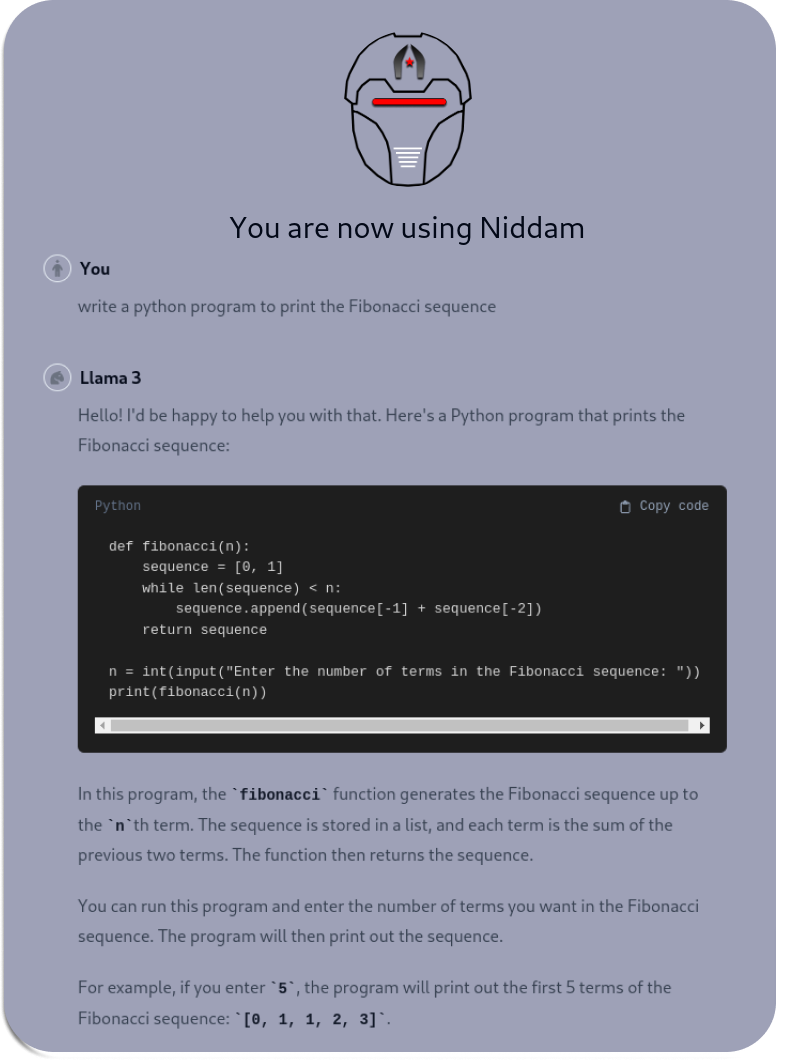 You are now using Niddam
You
write a python program to print the Fibonacci sequence
Llama 3
Hello! I'd be happy to help you with that. Here's a Python program that prints the
Fibonacci sequence:
Python
Copy code
def fibonacci(n):
    sequence = [0, 1]
    while len(sequence) < n:
        sequence.append(sequence[-1] + sequence[-2])
    return sequence

n = int(input("Enter the number of terms in the Fibonacci sequence: "))
print(fibonacci(n))
In this program, the `fibonacci` function generates the Fibonacci sequence up to
the `n`th term. The sequence is stored in a list, and each term is the sum of the
previous two terms. The function then returns the sequence.
You can run this program and enter the number of terms you want in the Fibonacci
sequence. The program will then print out the sequence.
For example, if you enter `5`, the program will print out the first 5 terms of the
Fibonacci sequence: `[0, 1, 1, 2, 3]`.